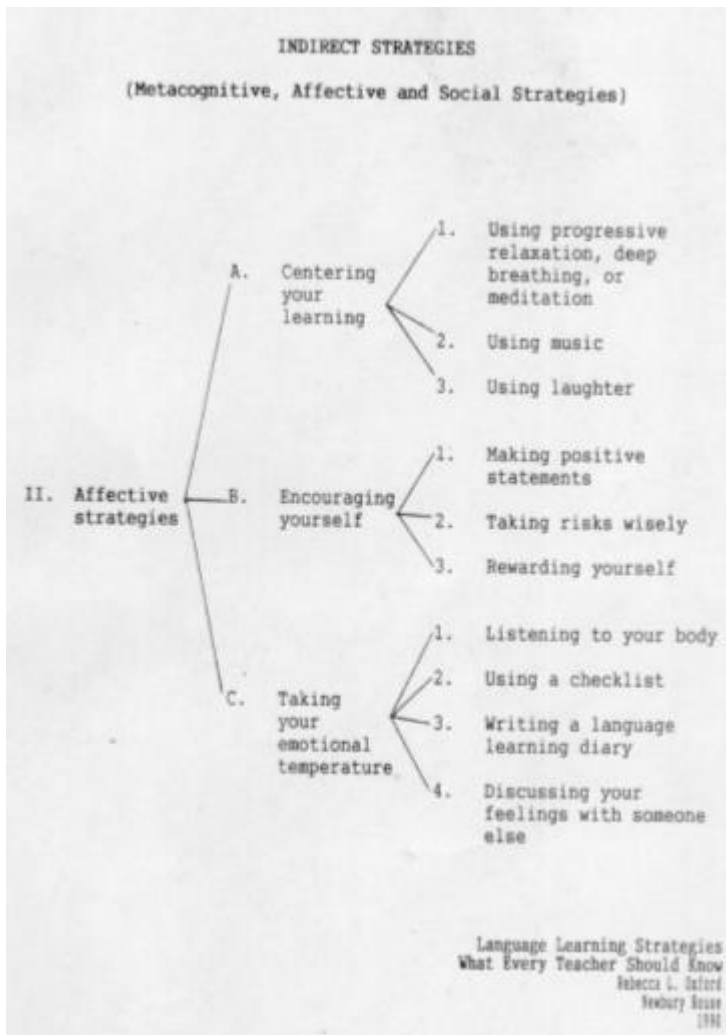 INDIRECT STRATEGIES
(Metacognitive, Affective and Social Strategies)
II. Affective
strategies
A. Centering
your
learning
1. Using progressive
relaxation, deep
breathing, or
meditation
2. Using music
3. Using laughter
B. Encouraging
yourself
1. Making positive
statements
2. Taking risks wisely
3. Rewarding yourself
C. Taking
your
emotional
temperature
1. Listening to your body
2. Using a checklist
3. Writing a language
learning diary
4. Discussing your
feelings with someone
else
Language Learning Strategies
What Every Teacher Should Know
Rebecca L. Oxford
Newbury House